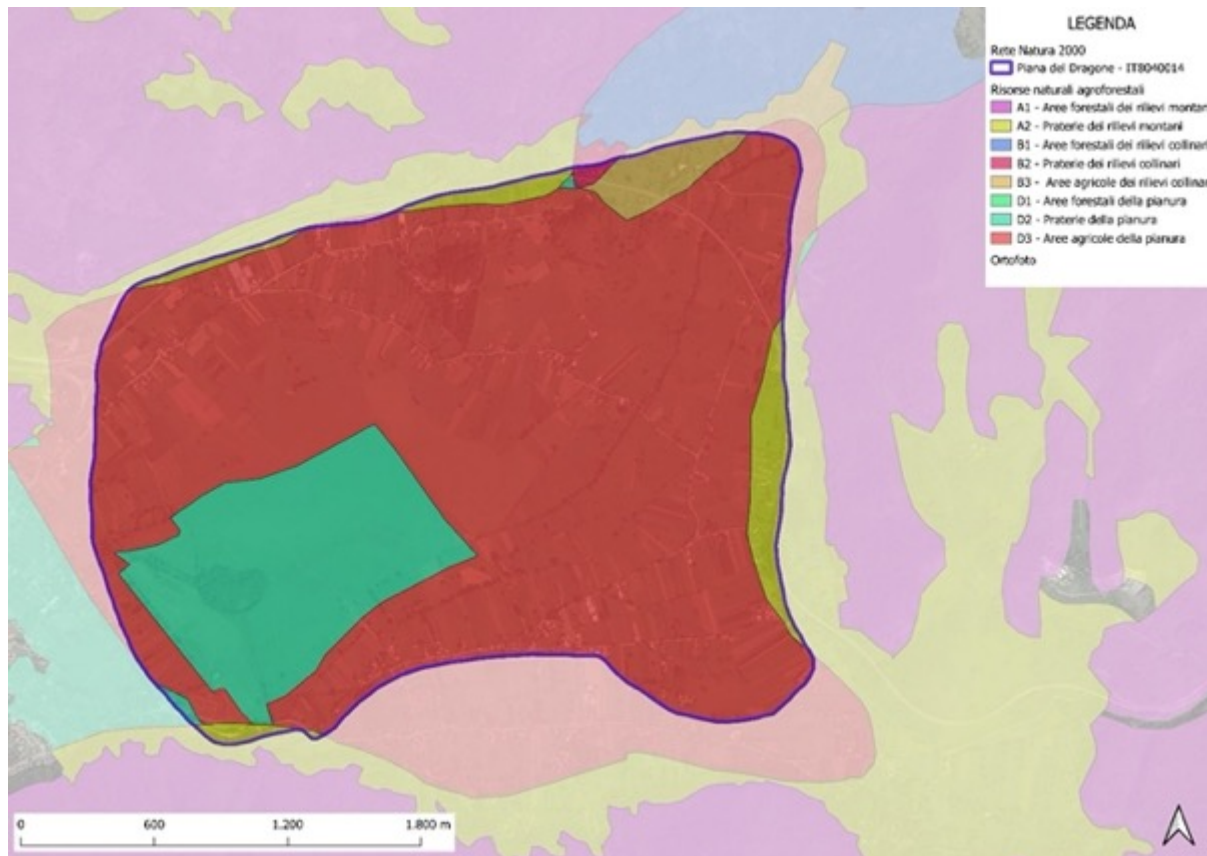 LEGENDA
Rete Natura 2000
Piana del Dragone - IT8040014
Risorse naturali agroforestali
A1 - Aree forestali dei rilievi montan
A2 - Praterie dei rilievi montani
B1 - Aree forestali dei rilievi collinar
B2 - Praterie dei rilievi collinari
B3 - Aree agricole dei rilievi collinar
D1 - Aree forestali della pianura
D2 - Praterie della pianura
D3 - Aree agricole della pianura
Ortofoto
0 600 1.200 1.800 m